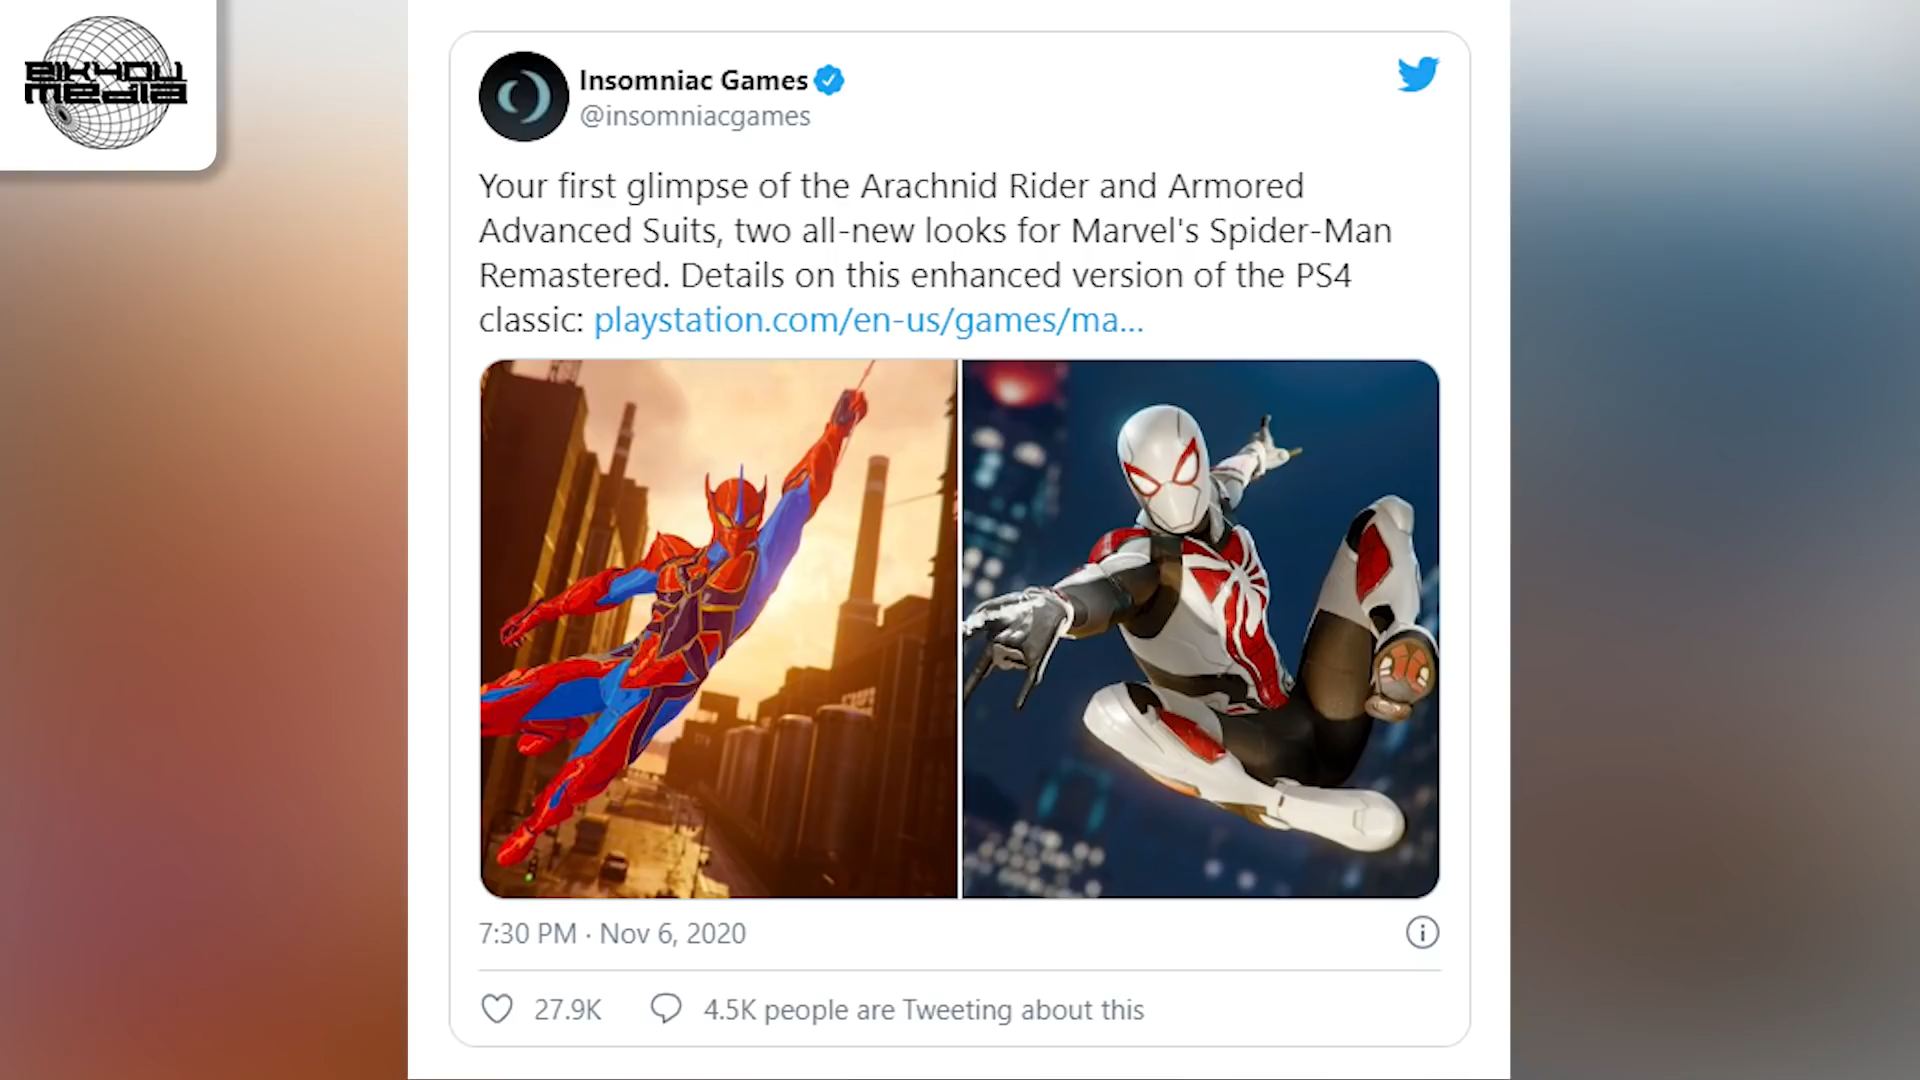 BIKYOU
media
Insomniac Games
@insomniacgames
Your first glimpse of the Arachnid Rider and Armored
Advanced Suits, two all-new looks for Marvel's Spider-Man
Remastered. Details on this enhanced version of the PS4
classic: playstation.com/en-us/games/ma...
7:30 PM · Nov 6, 2020
27.9K
4.5K people are Tweeting about this